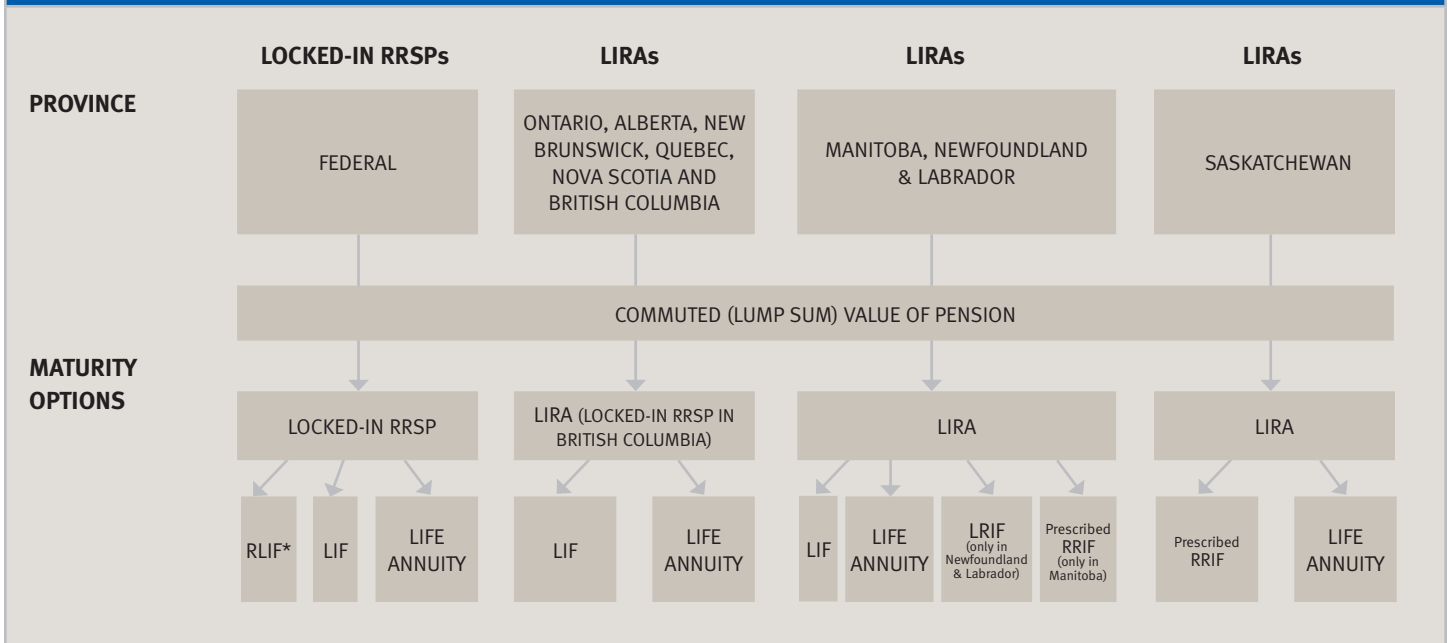 LOCKED-IN RRSPs
LIRAs
LIRAs
LIRAs
PROVINCE
FEDERAL
ONTARIO, ALBERTA, NEW
BRUNSWICK, QUEBEC,
NOVA SCOTIA AND
BRITISH COLUMBIA
MANITOBA, NEWFOUNDLAND
& LABRADOR
SASKATCHEWAN
COMMUTED (LUMP SUM) VALUE OF PENSION
MATURITY
OPTIONS
LOCKED-IN RRSP
LIRA (LOCKED-IN RRSP IN
BRITISH COLUMBIA)
LIRA
LIRA
RLIF*
LIF
LIFE
ANNUITY
LIF
LIFE
ANNUITY
LIF
LIFE
ANNUITY
LRIF
(only in
Newfoundland
& Labrador)
Prescribed
RRIF
(only in
Manitoba)
Prescribed
RRIF
LIFE
ANNUITY